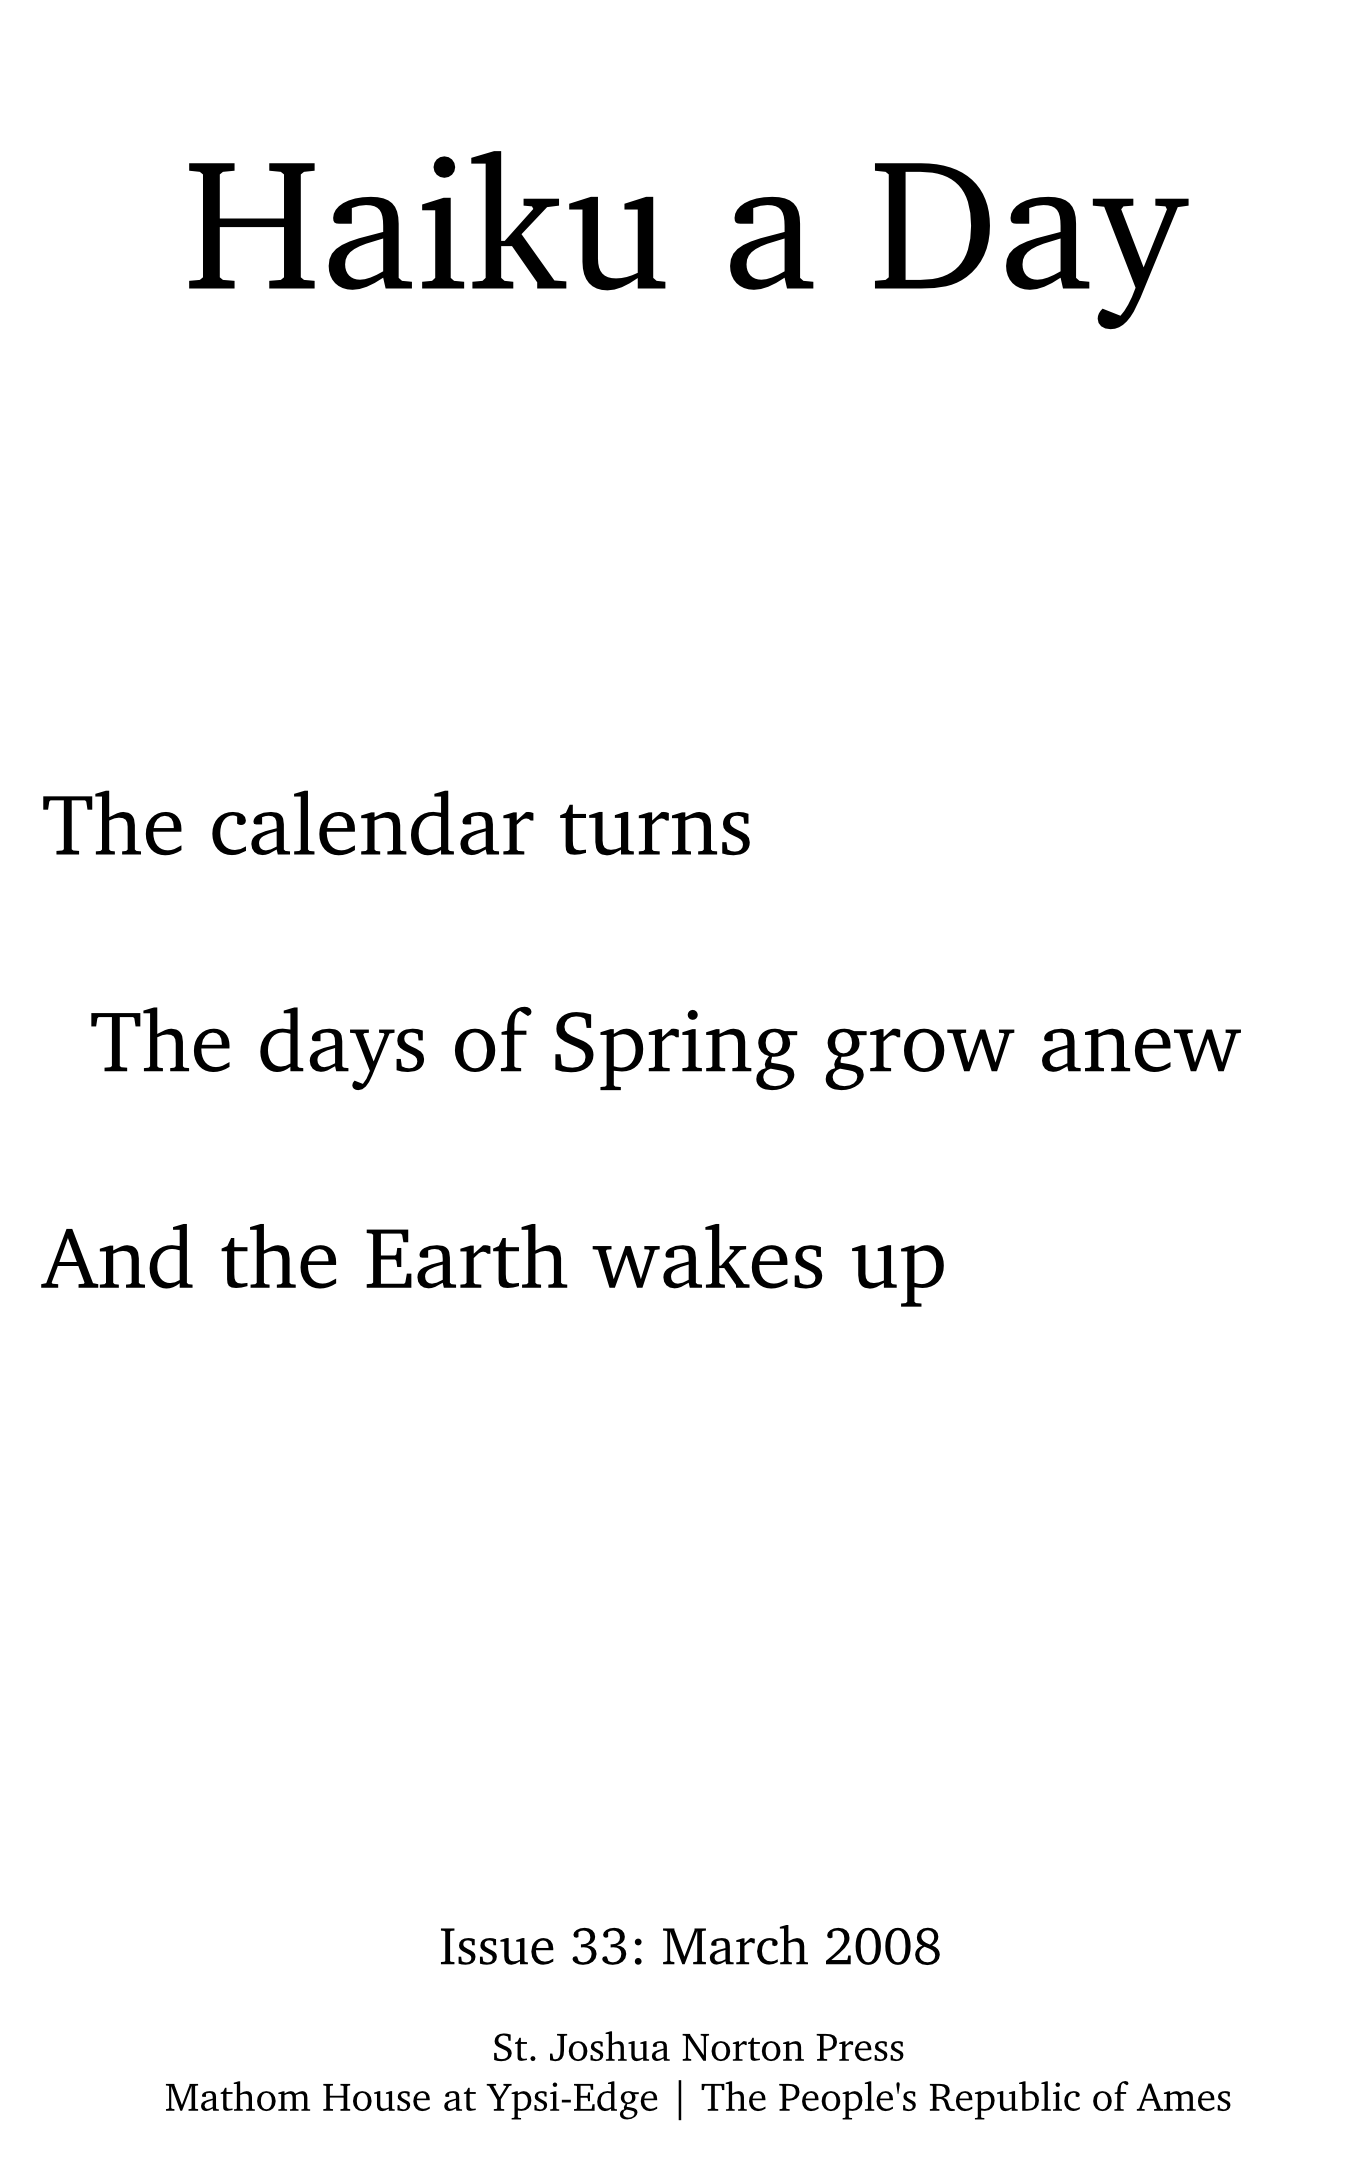 Haiku a Day
The calendar turns
The days of Spring grow anew
And the Earth wakes up
Issue 33: March 2008
St. Joshua Norton Press
Mathom House at Ypsi-Edge | The People's Republic of Ames